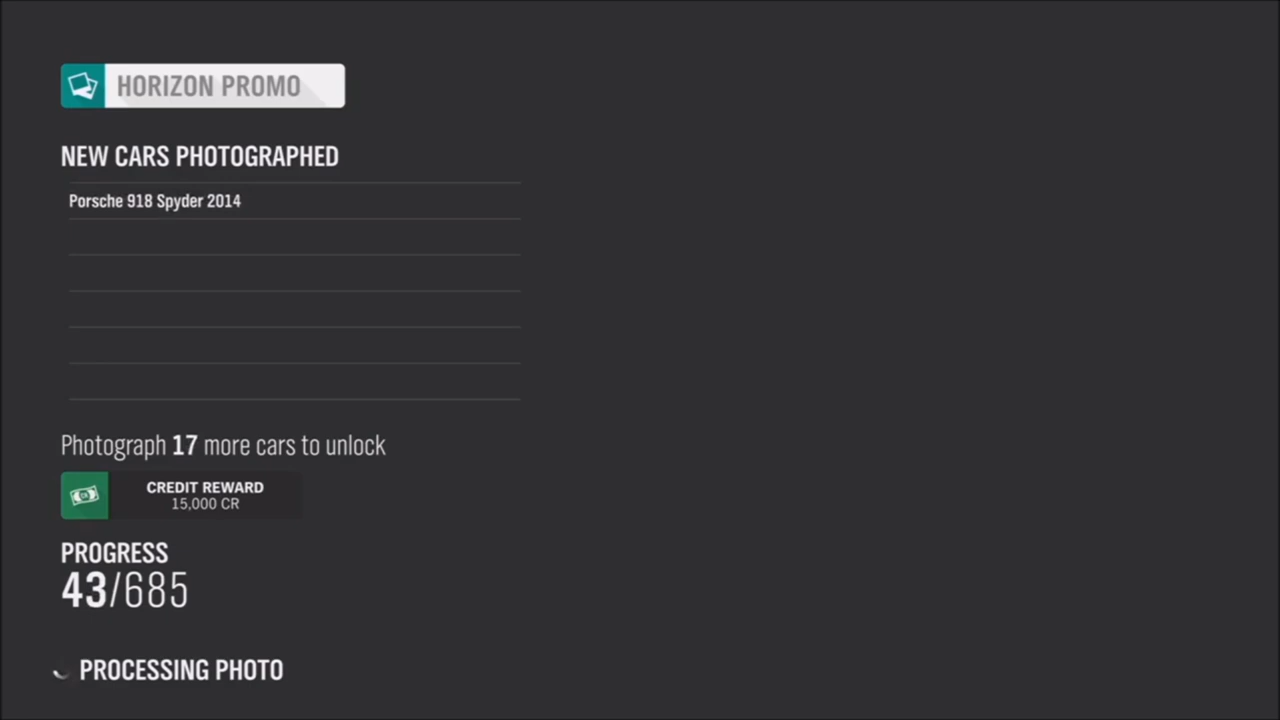 HORIZON PROMO
NEW CARS PHOTOGRAPHED
Porsche 918 Spyder 2014
Photograph 17 more cars to unlock
CREDIT REWARD
15,000 CR
PROGRESS
43/685
PROCESSING PHOTO